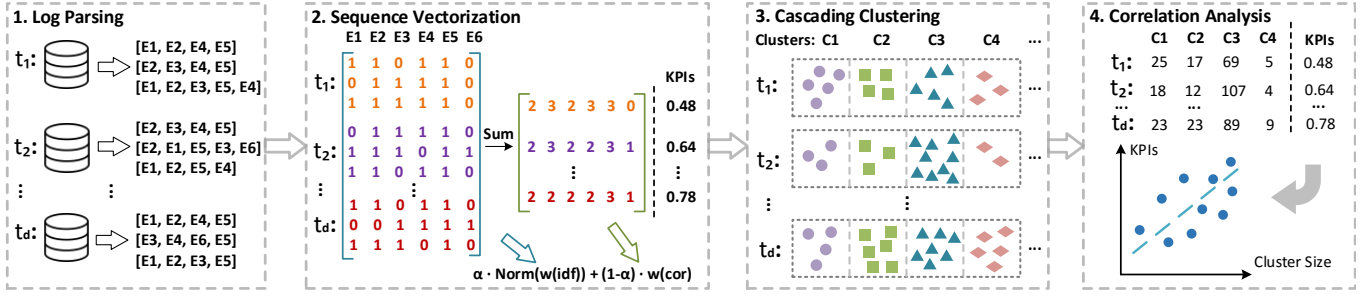 1. Log Parsing
t1:
[E1, E2, E4, E5]
[E2, E3, E4, E5]
[E1, E2, E3, E5, E4]
t2:
[E2, E3, E4, E5]
[E2, E1, E5, E3, E6]
[E1, E2, E5, E4]
⋮ ⋮
td:
[E1, E2, E4, E5]
[E3, E4, E6, E5]
[E1, E2, E3, E5]
2. Sequence Vectorization
E1 E2 E3 E4 E5 E6
t1:
1 1 0 1 1 0
0 1 1 1 1 0
1 1 1 1 1 0
t2:
0 1 1 1 1 0
1 1 1 0 1 1
1 1 0 1 1 0
⋮ ⋮
td:
1 1 0 1 1 0
0 0 1 1 1 1
1 1 1 0 1 0
Sum
KPIs
2 3 2 3 3 0 0.48
2 3 2 2 3 1 0.64
⋮ ⋮
2 2 2 2 3 1 0.78
α · Norm(w(idf)) + (1-α) · w(cor)
3. Cascading Clustering
Clusters: C1 C2 C3 C4 ...
t1: ...
t2: ...
⋮ ⋮
td: ...
4. Correlation Analysis
C1 C2 C3 C4 KPIs
t1: 25 17 69 5 0.48
t2: 18 12 107 4 0.64
... ... ...
td: 23 23 89 9 0.78
KPIs
Cluster Size